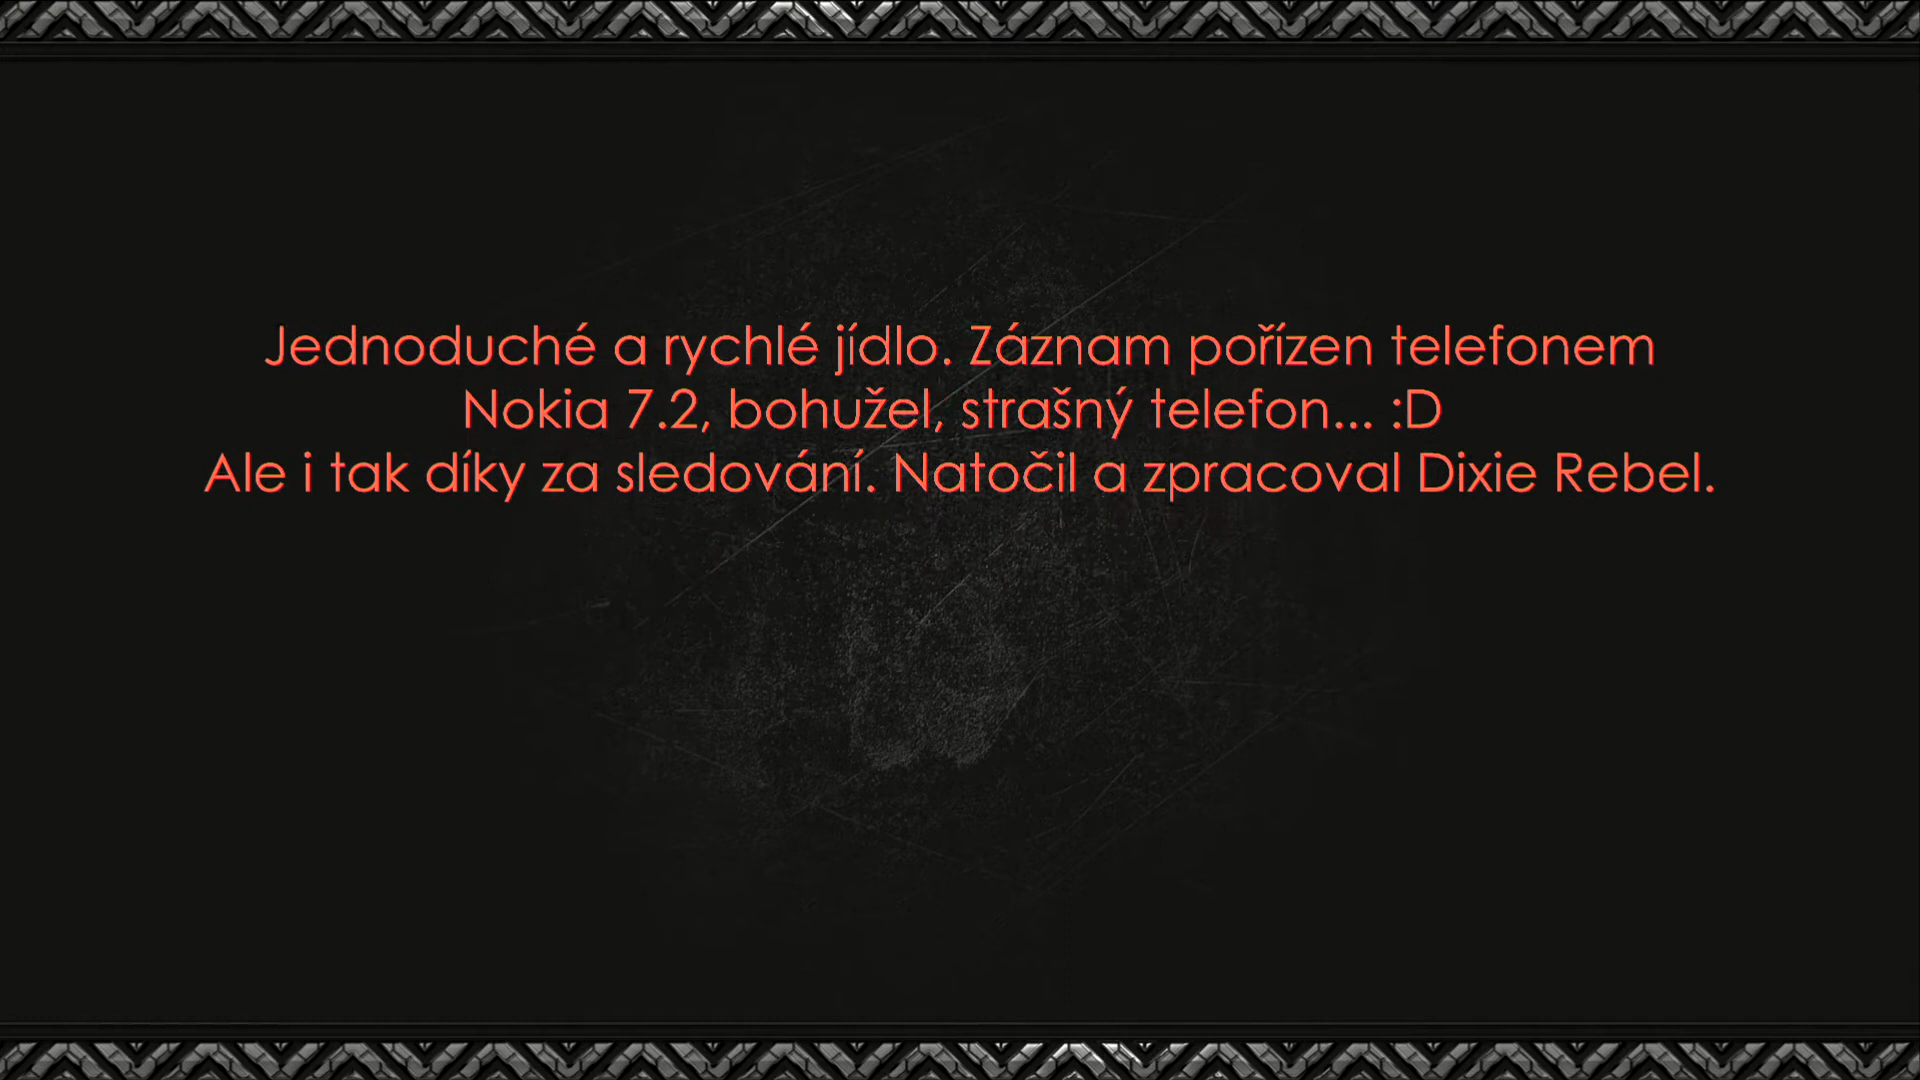 Jednoduché a rychlé jídlo. Záznam pořízen telefonem
Nokia 7.2, bohužel, strašný telefon... :D
Ale i tak díky za sledování. Natočil a zpracoval Dixie Rebel.